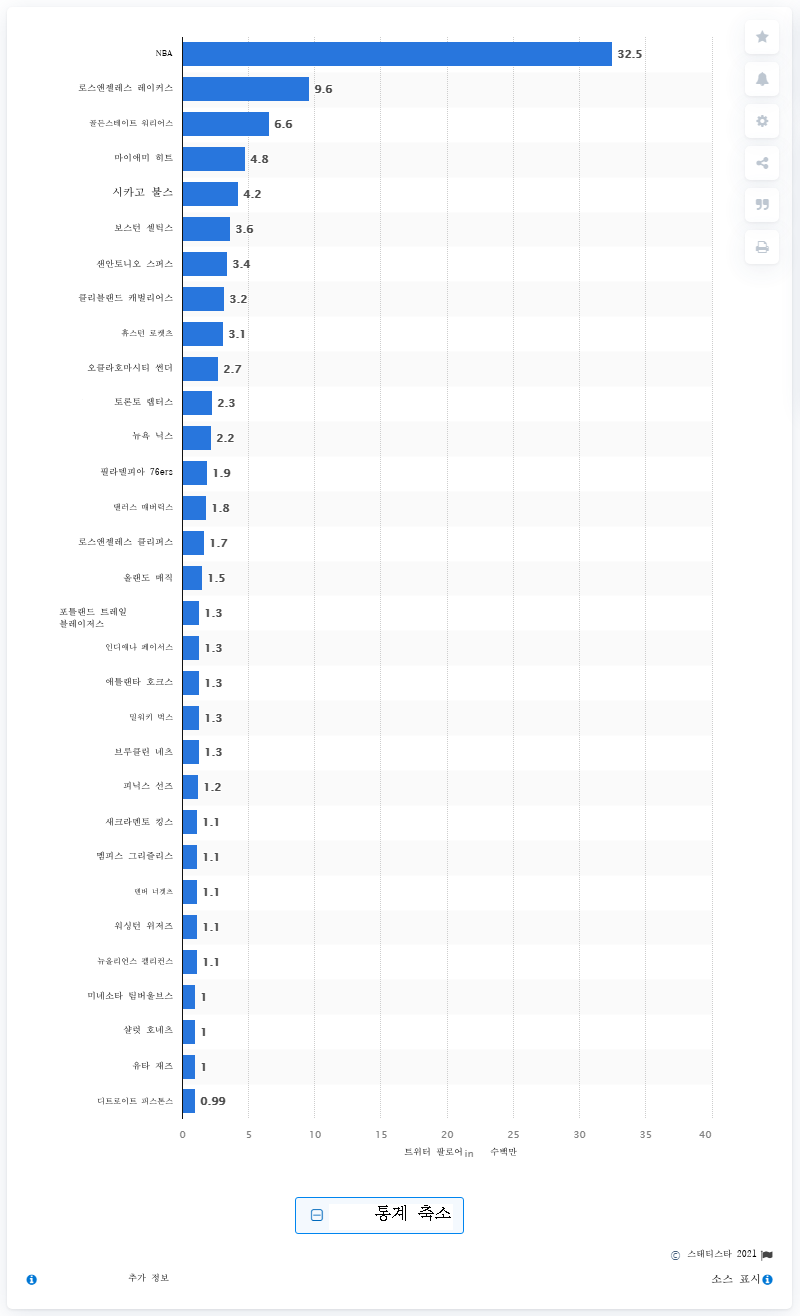 NBA 32.5
로스앤젤레스 레이커스 9.6
골든스테이트 워리어스 6.6
마이애미 히트 4.8
시카고 불스 4.2
보스턴 셀틱스 3.6
샌안토니오 스퍼스 3.4
클리블랜드 캐벌리어스 3.2
휴스턴 로케츠 3.1
오클라호마시티 썬더 2.7
토론토 랩터스 2.3
뉴욕 닉스 2.2
필라델피아 76ers 1.9
댈러스 매버릭스 1.8
로스앤젤레스 클리퍼스 1.7
올랜도 매직 1.5
포틀랜드 트레일
블레이저스 1.3
인디애나 페이서스 1.3
애틀랜타 호크스 1.3
밀워키 벅스 1.3
브루클린 네츠 1.3
피닉스 선즈 1.2
새크라멘토 킹스 1.1
멤피스 그리즐리스 1.1
덴버 너겟츠 1.1
워싱턴 위저즈 1.1
뉴올리언스 펠리컨스 1.1
미네소타 팀버울브스 1
샬럿 호네츠 1
유타 재즈 1
디트로이트 피스톤스 0.99
0 5 10 15 20 25 30 35 40
트위터 팔로어 in 수백만
통계 축소
© 스태티스타 2021
추가 정보 소스 표시